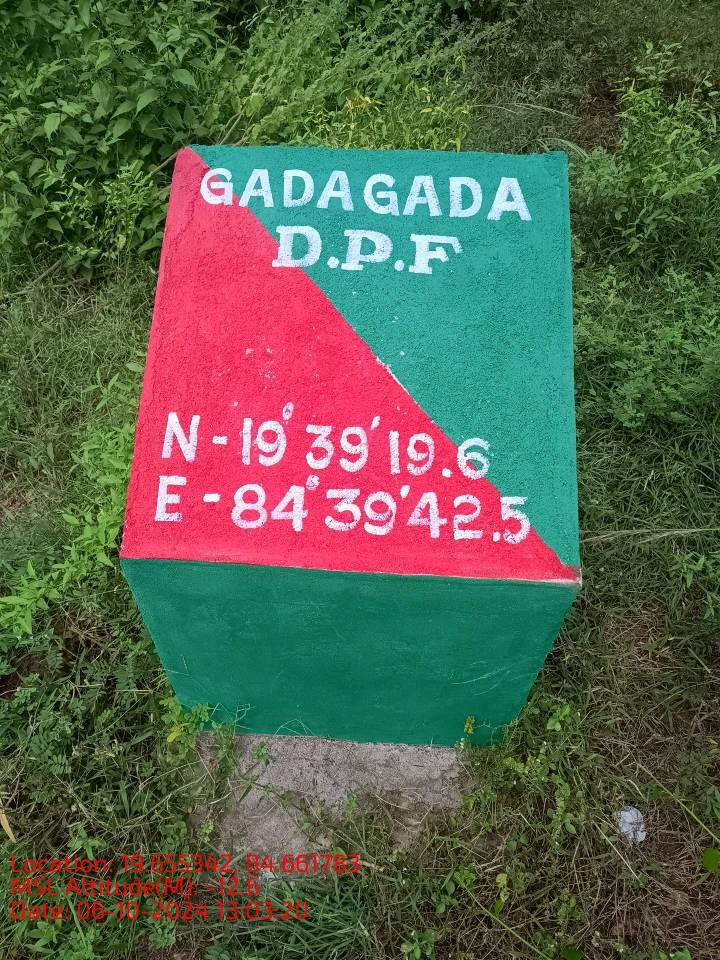 GADAGADA
D.P.F
N-19°39'19.6
E-84°39'42.5
Location: 19.655342, 84.661763
MSL Altitude(M): -12.6
Date: 06-10-2024 13:03:20